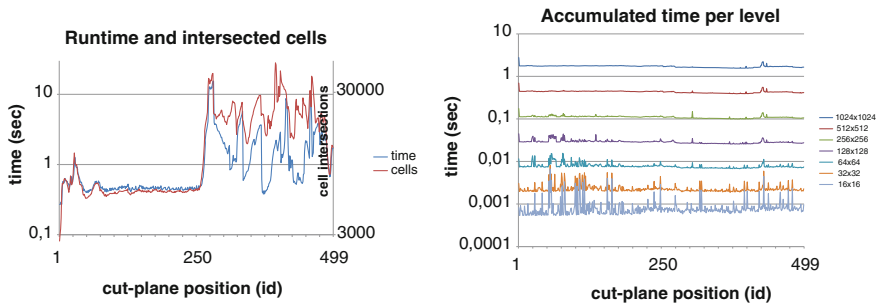 Runtime and intersected cells
time (sec)
10
1
0,1
30000
3000
cell intersections
time
cells
1
250
499
cut-plane position (id)
Accumulated time per level
10
1
0,1
0,01
0,001
0,0001
time (sec)
1
250
499
cut-plane position (id)
1024x1024
512x512
256x256
128x128
64x64
32x32
16x16